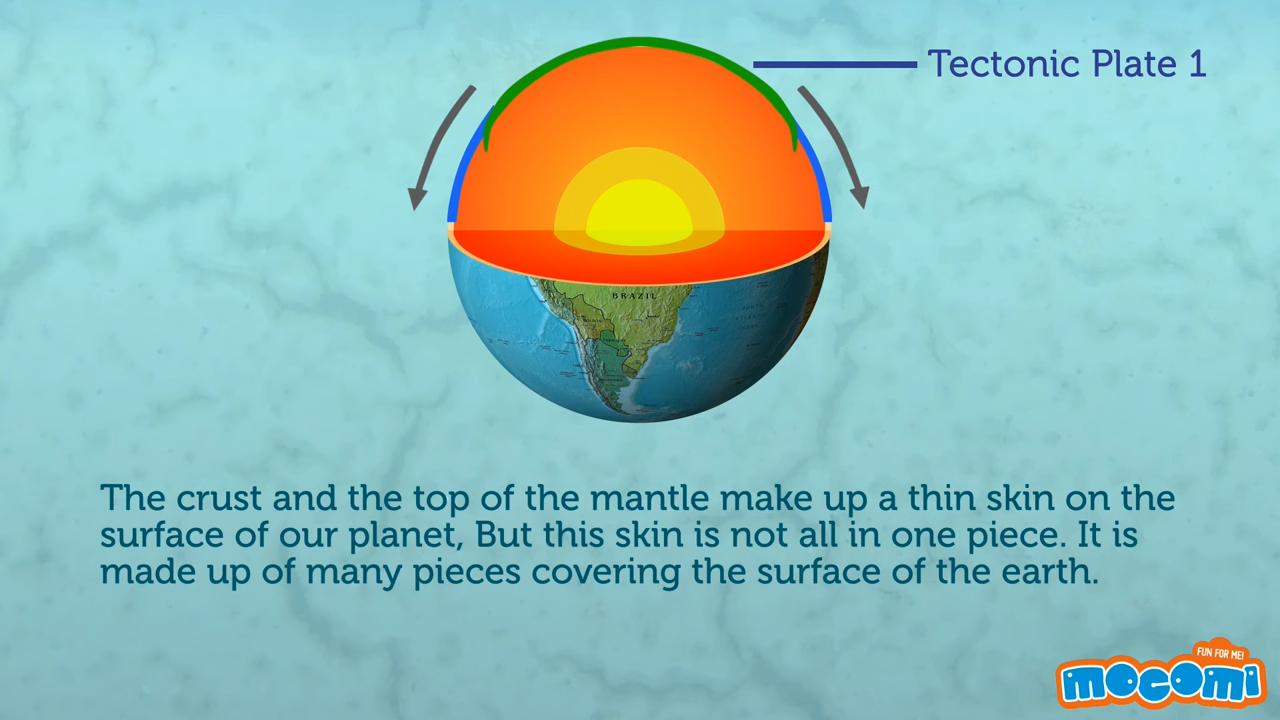 Tectonic Plate 1
BRAZIL
The crust and the top of the mantle make up a thin skin on the
surface of our planet, But this skin is not all in one piece. It is
made up of many pieces covering the surface of the earth.
FUN FOR ME!
mocomi